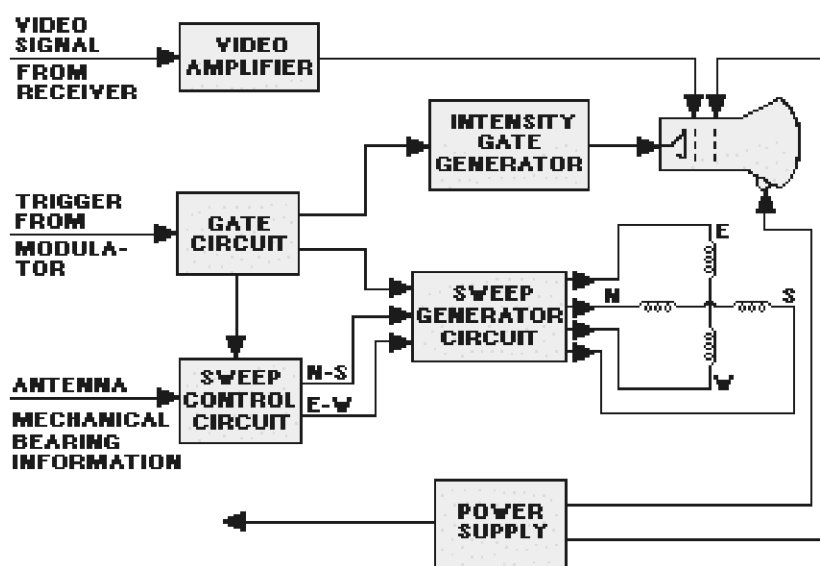 VIDEO
SIGNAL
FROM
RECEIVER
VIDEO
AMPLIFIER
INTENSITY
GATE
GENERATOR
TRIGGER
FROM
MODULA-
TOR
GATE
CIRCUIT
SWEEP
GENERATOR
CIRCUIT
E
N
S
W
ANTENNA
MECHANICAL
BEARING
INFORMATION
SWEEP
CONTROL
CIRCUIT
N-S
E-W
POWER
SUPPLY